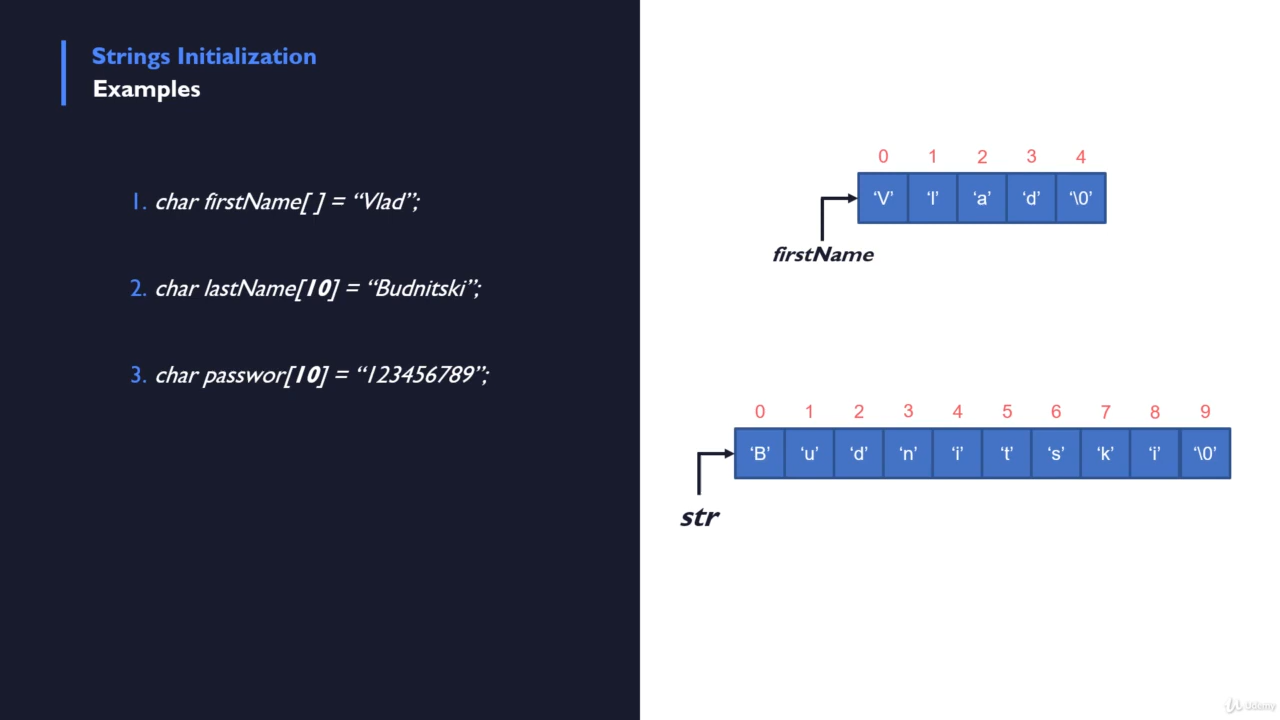 Strings Initialization
Examples
1. char firstName[ ] = “Vlad”;
2. char lastName[10] = “Budnitski”;
3. char passwor[10] = “123456789”;
0 1 2 3 4
‘V’ ‘l’ ‘a’ ‘d’ ‘\0’
firstName
0 1 2 3 4 5 6 7 8 9
‘B’ ‘u’ ‘d’ ‘n’ ‘i’ ‘t’ ‘s’ ‘k’ ‘i’ ‘\0’
str
Udemy